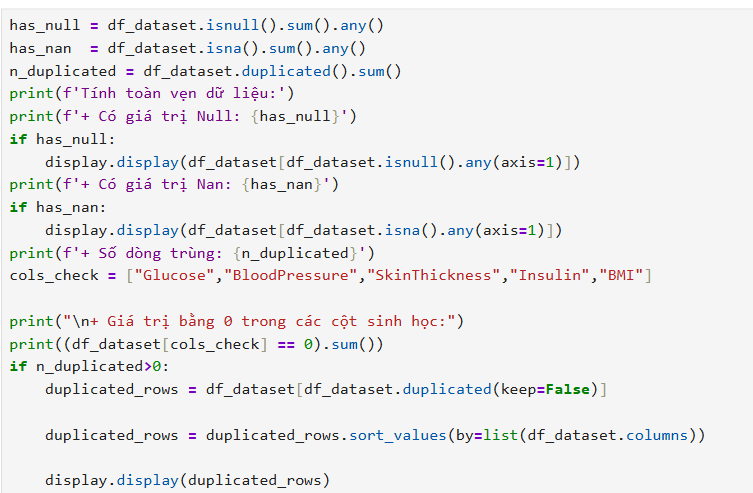 has_null = df_dataset.isnull().sum().any()
has_nan  = df_dataset.isna().sum().any()
n_duplicated = df_dataset.duplicated().sum()
print(f'Tính toàn vẹn dữ liệu:')
print(f'+ Có giá trị Null: {has_null}')
if has_null:
    display.display(df_dataset[df_dataset.isnull().any(axis=1)])
print(f'+ Có giá trị Nan: {has_nan}')
if has_nan:
    display.display(df_dataset[df_dataset.isna().any(axis=1)])
print(f'+ Số dòng trùng: {n_duplicated}')
cols_check = ["Glucose","BloodPressure","SkinThickness","Insulin","BMI"]

print("\n+ Giá trị bằng 0 trong các cột sinh học:")
print((df_dataset[cols_check] == 0).sum())
if n_duplicated>0:
    duplicated_rows = df_dataset[df_dataset.duplicated(keep=False)]

    duplicated_rows = duplicated_rows.sort_values(by=list(df_dataset.columns))

    display.display(duplicated_rows)